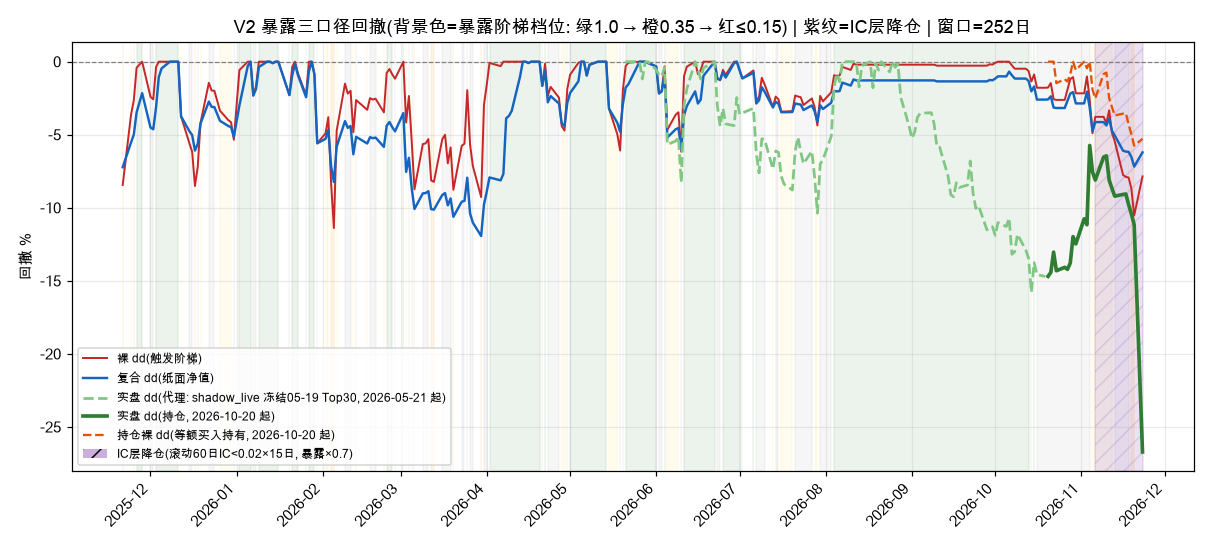 V2 暴露三口径回撤(背景色=暴露阶梯档位: 绿1.0 → 橙0.35 → 红≤0.15) | 紫纹=IC层降仓 | 窗口=252日
回撤 %
0
-5
-10
-15
-20
-25
裸 dd(触发阶梯)
复合 dd(纸面净值)
实盘 dd(代理: shadow_live 冻结05-19 Top30, 2026-05-21 起)
实盘 dd(持仓, 2026-10-20 起)
持仓裸 dd(等额买入持有, 2026-10-20 起)
IC层降仓(滚动60日IC<0.02×15日, 暴露×0.7)
2025-12
2026-01
2026-02
2026-03
2026-04
2026-05
2026-06
2026-07
2026-08
2026-09
2026-10
2026-11
2026-12